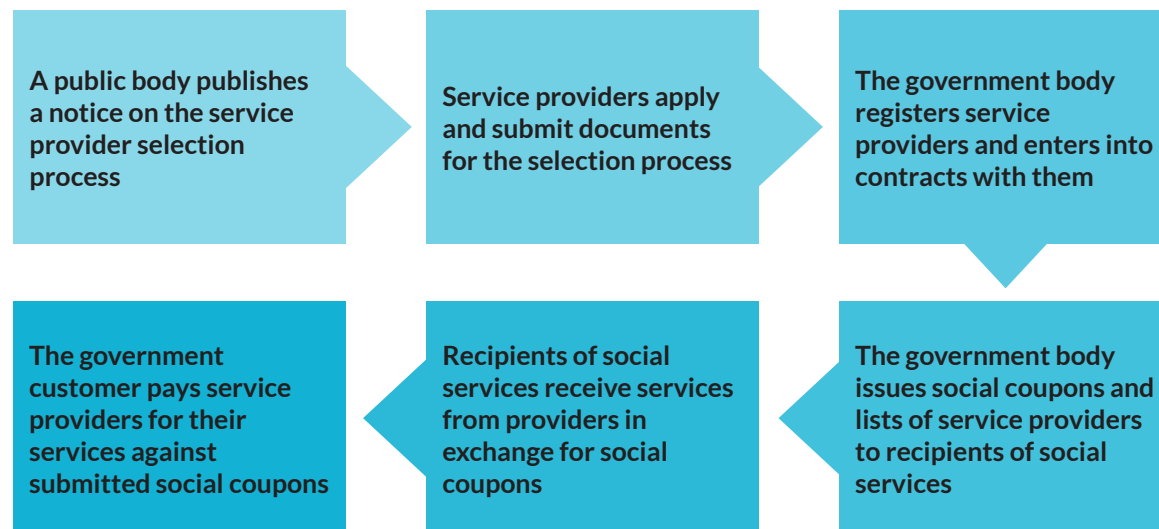 A public body publishes
a notice on the service
provider selection
process
Service providers apply
and submit documents
for the selection process
The government body
registers service
providers and enters into
contracts with them
The government body
issues social coupons and
lists of service providers
to recipients of social
services
Recipients of social
services receive services
from providers in
exchange for social
coupons
The government
customer pays service
providers for their
services against
submitted social coupons